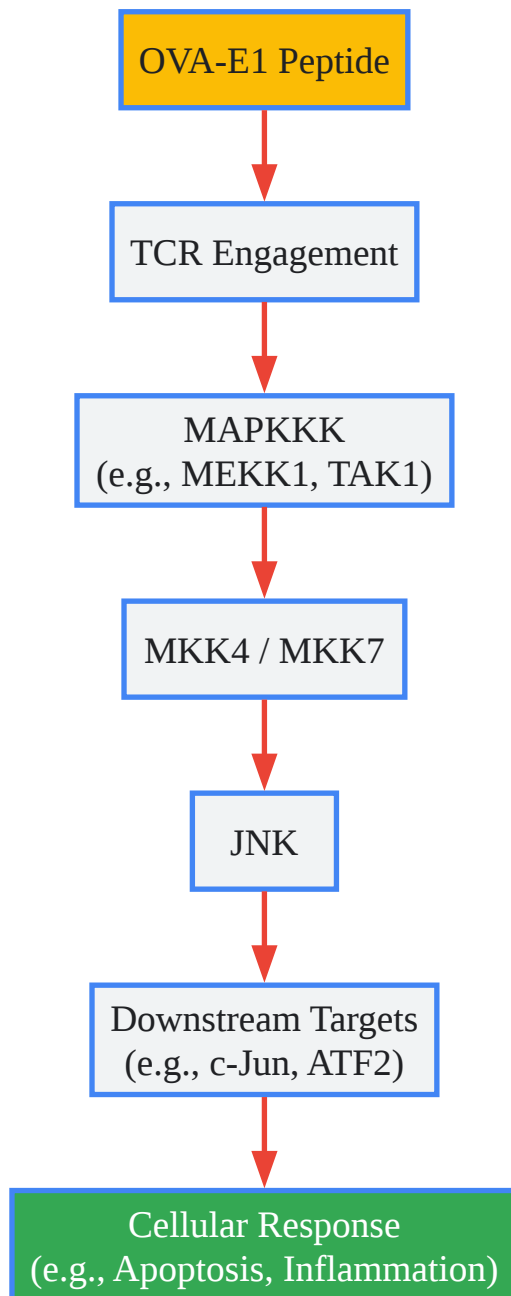 OVA-E1 Peptide
TCR Engagement
MAPKKK
(e.g., MEKK1, TAK1)
MKK4 / MKK7
JNK
Downstream Targets
(e.g., c-Jun, ATF2)
Cellular Response
(e.g., Apoptosis, Inflammation)